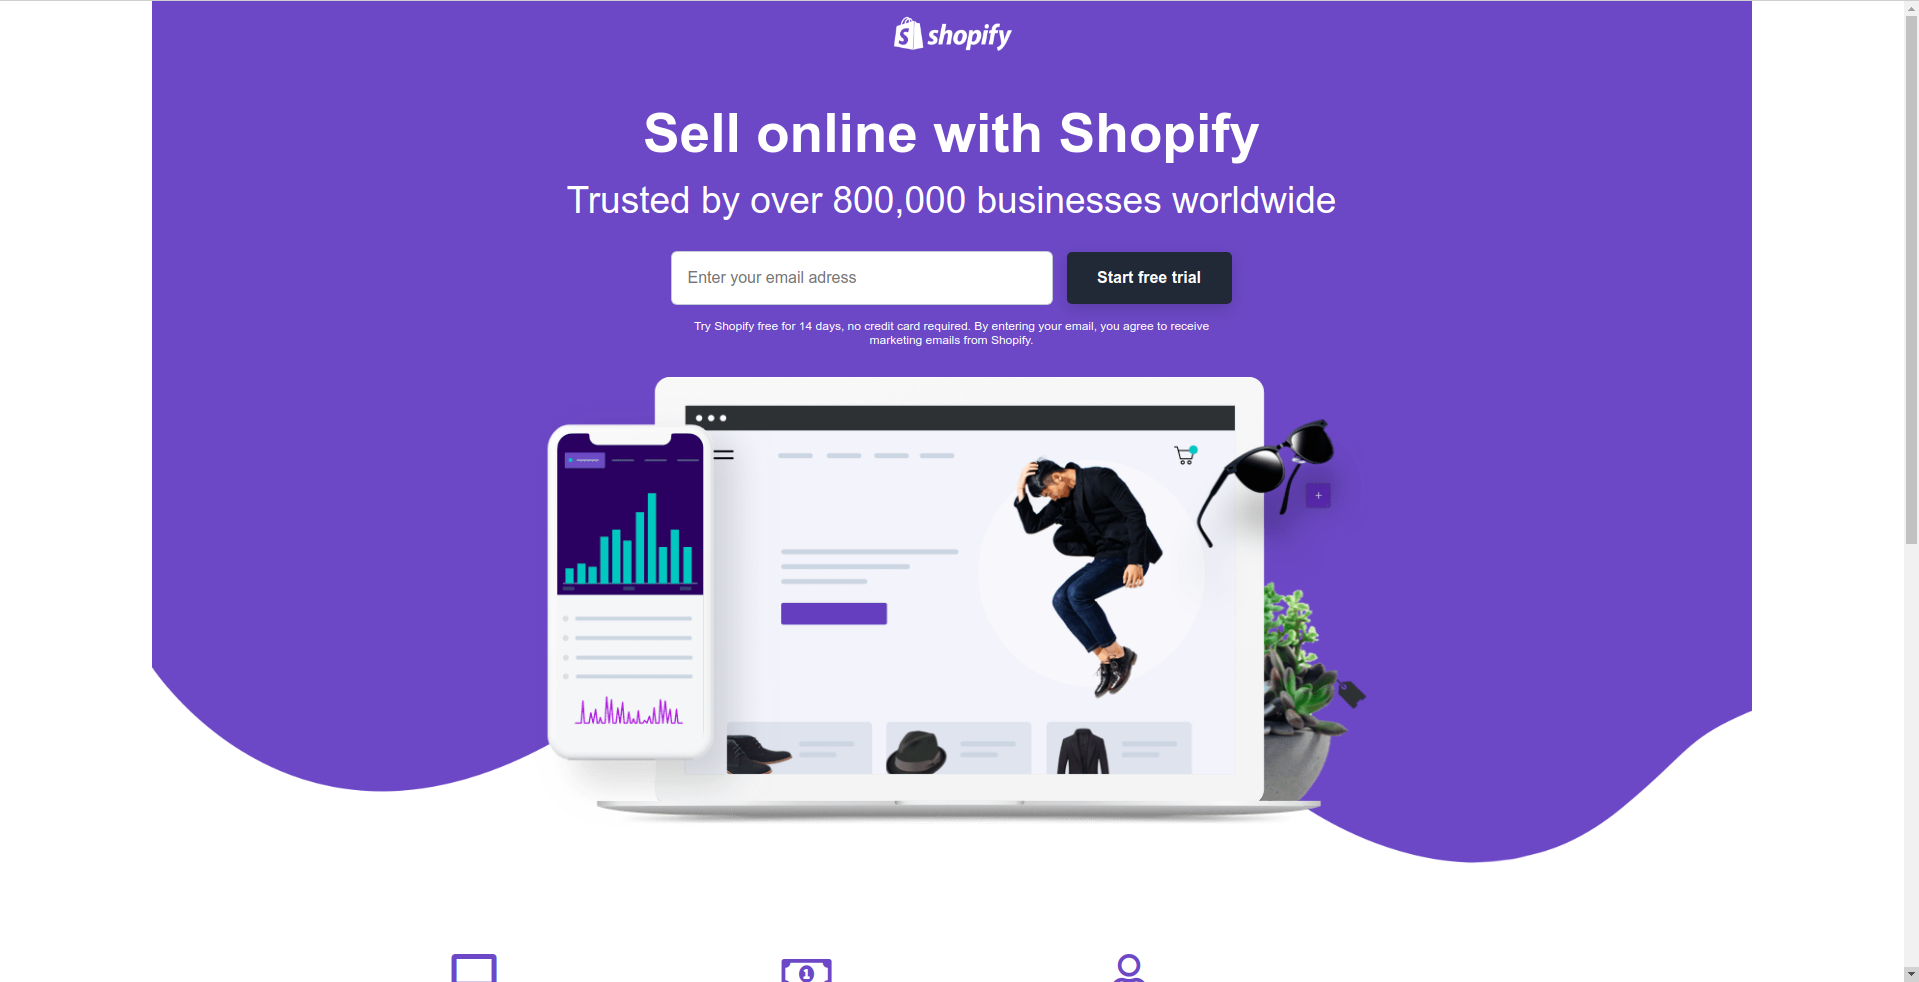 shopify
Sell online with Shopify
Trusted by over 800,000 businesses worldwide
Enter your email adress
Start free trial
Try Shopify free for 14 days, no credit card required. By entering your email, you agree to receive
marketing emails from Shopify.
+
1